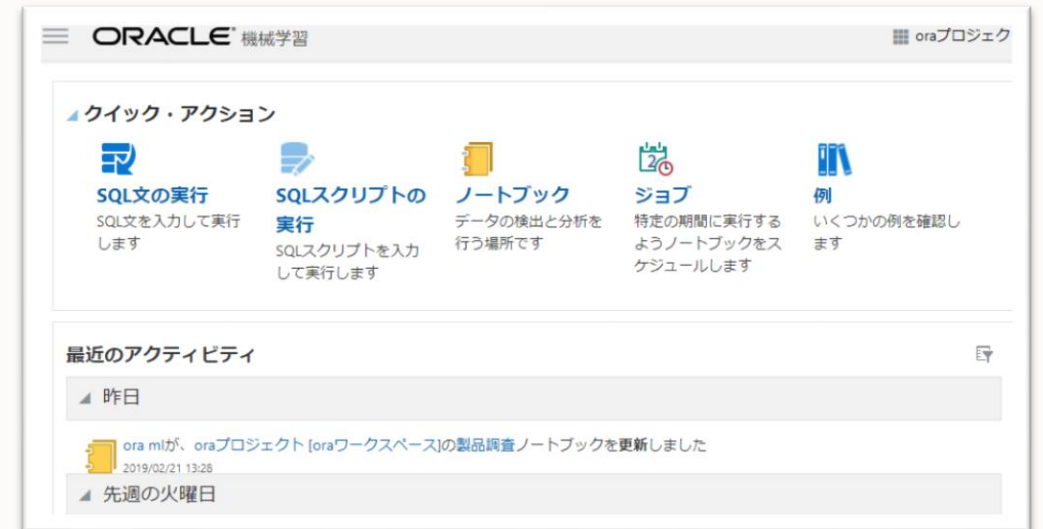 ORACLE 機械学習
oraプロジェク
クイック・アクション
SQL文の実行
SQL文を入力して実行
します
SQLスクリプトの
実行
SQLスクリプトを入力
して実行します
ノートブック
データの検出と分析を
行う場所です
ジョブ
特定の期間に実行する
ようノートブックをス
ケジュールします
例
いくつかの例を確認し
ます
最近のアクティビティ
昨日
ora mlが、oraプロジェクト [oraワークスペース]の製品調査ノートブックを更新しました
2019/02/21 13:28
先週の火曜日